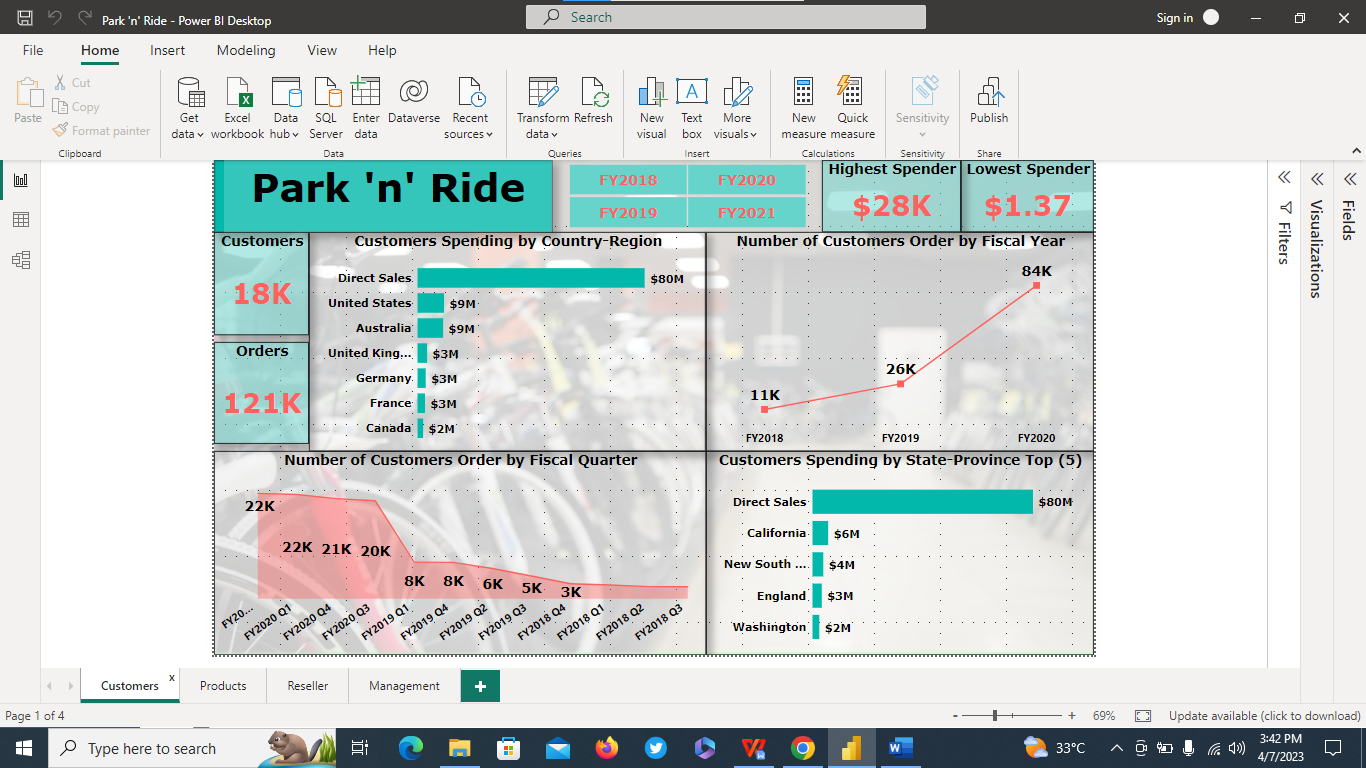 Park 'n' Ride - Power BI Desktop
Search
Sign in
File Home Insert Modeling View Help
Paste
Cut
Copy
Format painter
Clipboard
Get data
Excel workbook
Data hub
SQL Server
Enter data
Dataverse
Recent sources
Data
Transform data
Refresh
Queries
New visual
Text box
More visuals
Insert
New measure
Quick measure
Calculations
Sensitivity
Sensitivity
Publish
Share
Park 'n' Ride
FY2018 FY2020
FY2019 FY2021
Highest Spender
$28K
Lowest Spender
$1.37
Filters
Visualizations
Fields
Customers
18K
Orders
121K
Customers Spending by Country-Region
Direct Sales $80M
United States $9M
Australia $9M
United King... $3M
Germany $3M
France $3M
Canada $2M
Number of Customers Order by Fiscal Year
84K
26K
11K
FY2018 FY2019 FY2020
Number of Customers Order by Fiscal Quarter
22K
22K 21K 20K
8K 8K 6K 5K 3K
FY20... FY2020 Q1 FY2020 Q4 FY2020 Q3 FY2019 Q1 FY2019 Q4 FY2019 Q2 FY2019 Q3 FY2018 Q4 FY2018 Q1 FY2018 Q2 FY2018 Q3
Customers Spending by State-Province Top (5)
Direct Sales $80M
California $6M
New South ... $4M
England $3M
Washington $2M
Customers x Products Reseller Management +
Page 1 of 4
- + 69%
Update available (click to download)
Type here to search
33°C
3:42 PM
4/7/2023